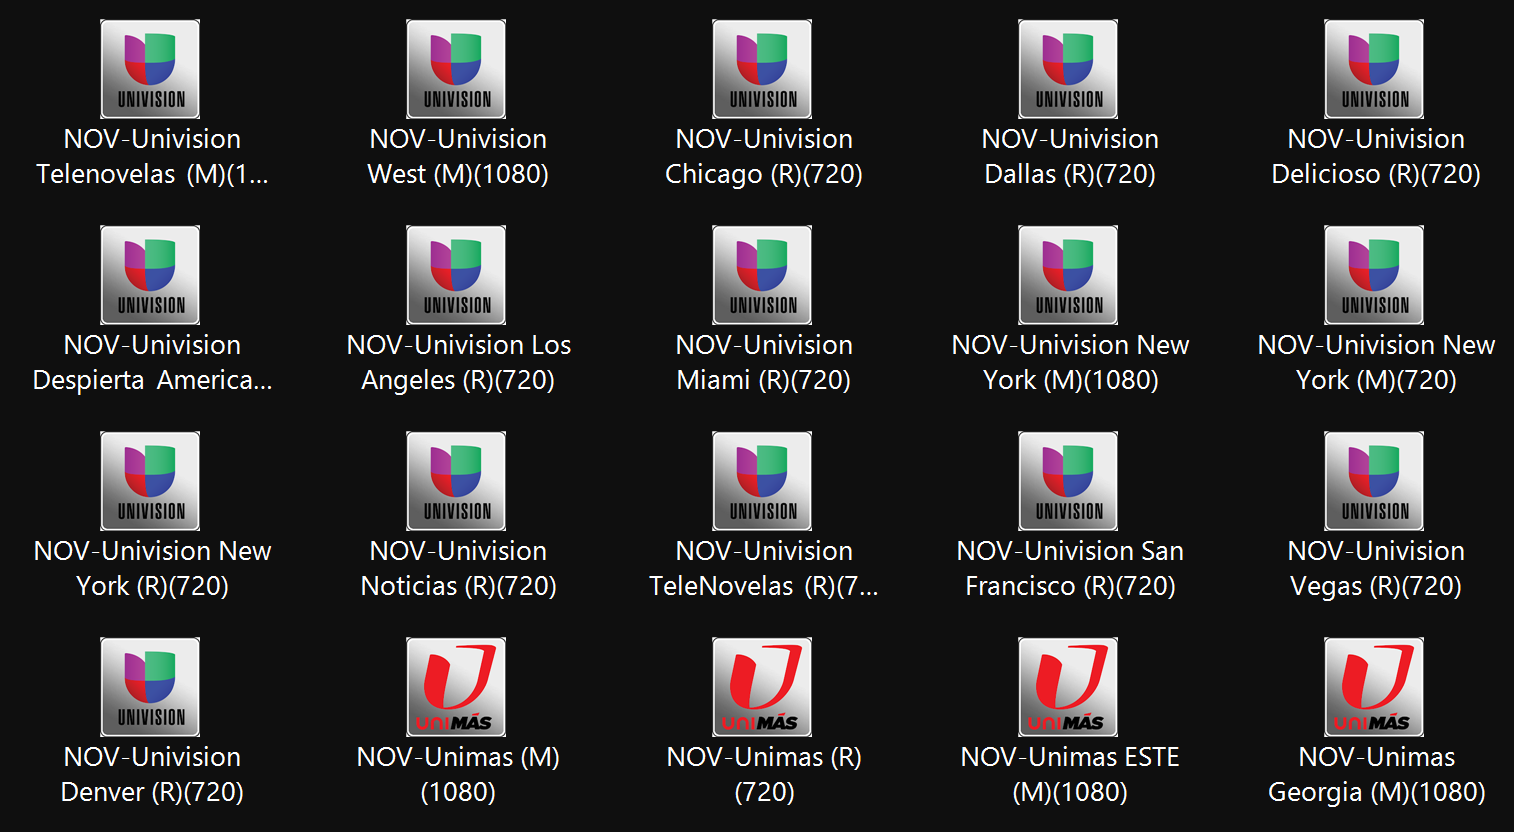 UNIVISION
NOV-Univision
Telenovelas (M)(1...
UNIVISION
NOV-Univision
West (M)(1080)
UNIVISION
NOV-Univision
Chicago (R)(720)
UNIVISION
NOV-Univision
Dallas (R)(720)
UNIVISION
NOV-Univision
Delicioso (R)(720)
UNIVISION
NOV-Univision
Despierta America...
UNIVISION
NOV-Univision Los
Angeles (R)(720)
UNIVISION
NOV-Univision
Miami (R)(720)
UNIVISION
NOV-Univision New
York (M)(1080)
UNIVISION
NOV-Univision New
York (M)(720)
UNIVISION
NOV-Univision New
York (R)(720)
UNIVISION
NOV-Univision
Noticias (R)(720)
UNIVISION
NOV-Univision
TeleNovelas (R)(7...
UNIVISION
NOV-Univision San
Francisco (R)(720)
UNIVISION
NOV-Univision
Vegas (R)(720)
UNIVISION
NOV-Univision
Denver (R)(720)
UNIMÁS
NOV-Unimas (M)
(1080)
UNIMÁS
NOV-Unimas (R)
(720)
UNIMÁS
NOV-Unimas ESTE
(M)(1080)
UNIMÁS
NOV-Unimas
Georgia (M)(1080)